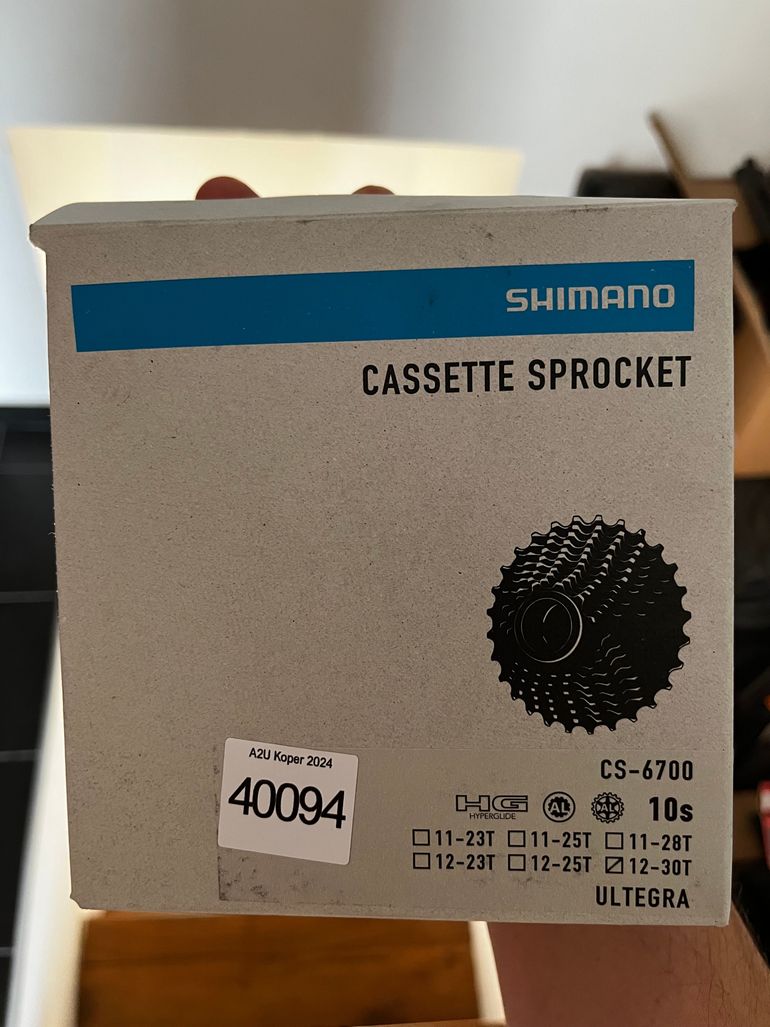 SHIMANO
CASSETTE SPROCKET
A2U Koper 2024
40094
CS-6700
HG
HYPERGLIDE
10s
11-23T 11-25T 11-28T
12-23T 12-25T 12-30T
ULTEGRA